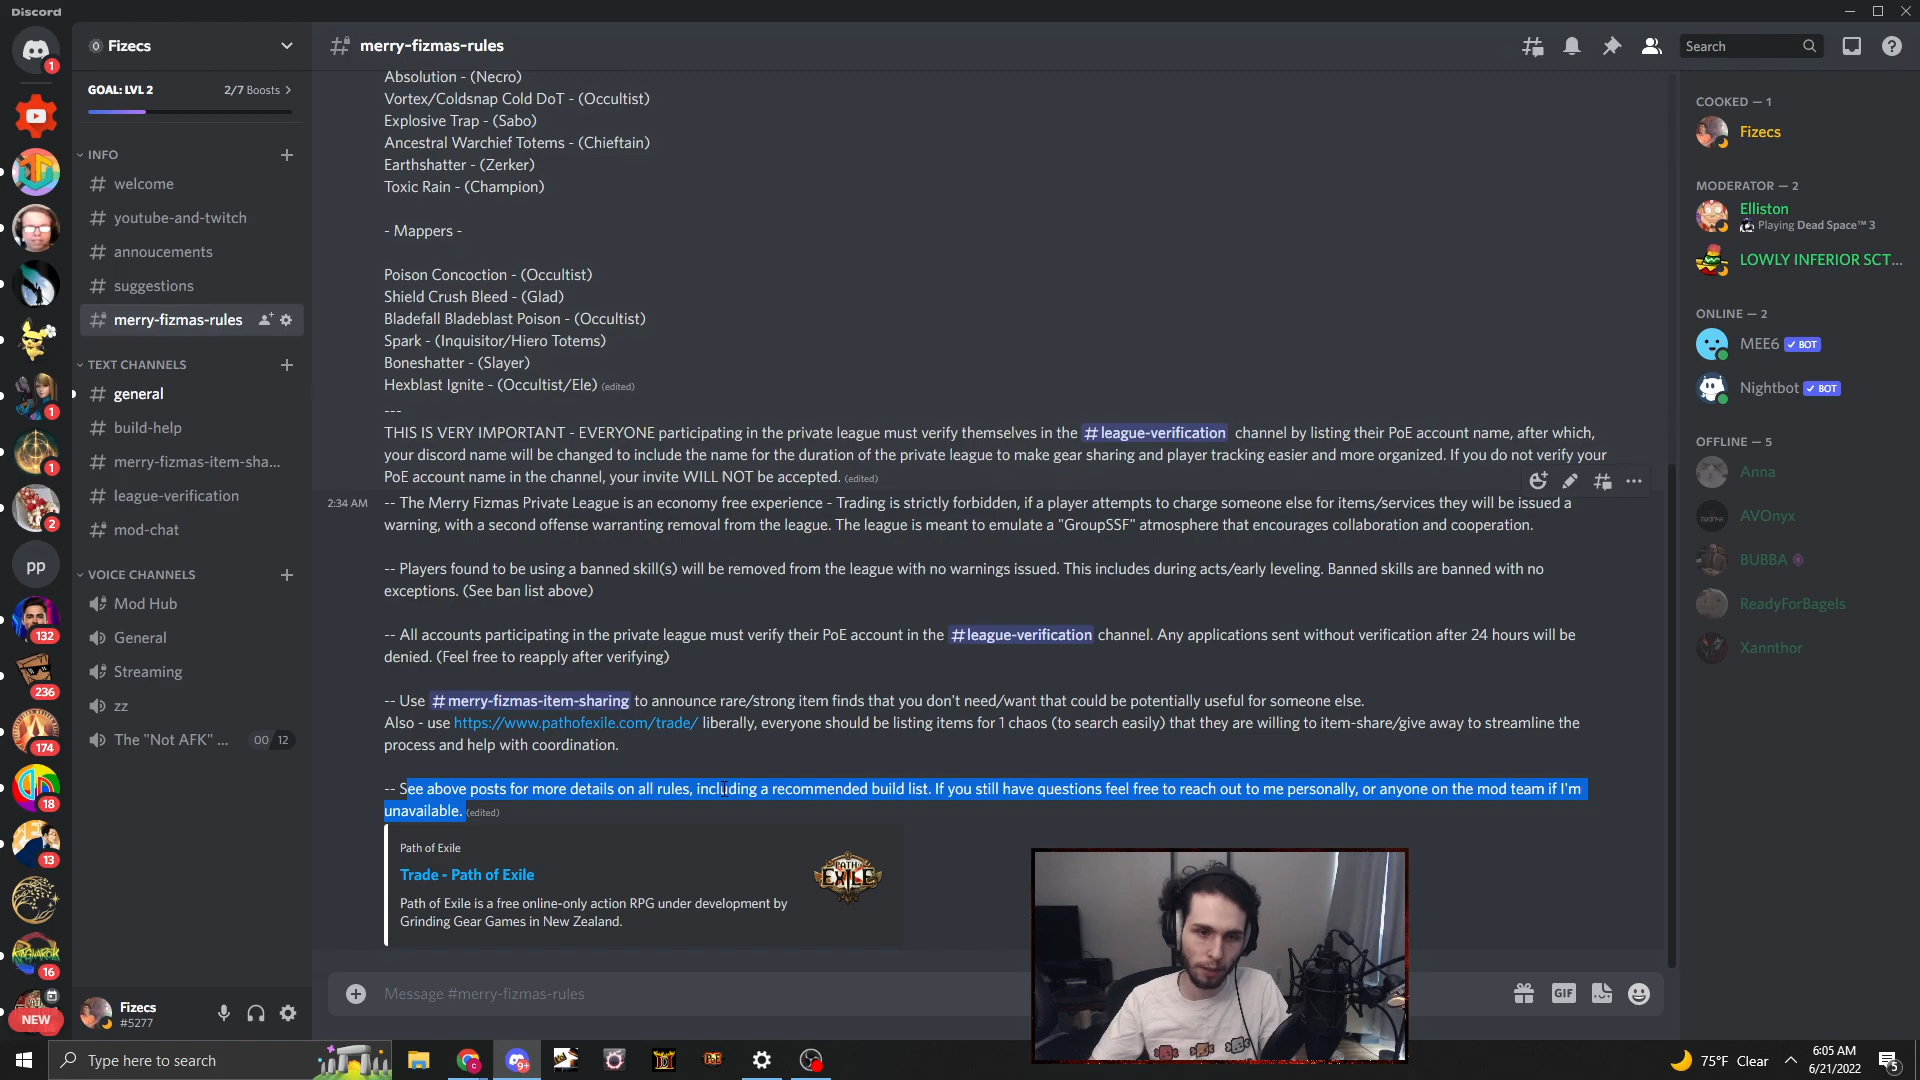 Discord
Fizecs
merry-fizmas-rules
Search
GOAL: LVL 2
2/7 Boosts
INFO
welcome
youtube-and-twitch
annoucements
suggestions
merry-fizmas-rules
TEXT CHANNELS
general
build-help
merry-fizmas-item-sha...
league-verification
mod-chat
VOICE CHANNELS
Mod Hub
General
Streaming
zz
The "Not AFK" ...
00 12
1
1
1
2
PP
132
236
174
18
13
16
NEW
Fizecs
#5277
Absolution - (Necro)
Vortex/Coldsnap Cold DoT - (Occultist)
Explosive Trap - (Sabo)
Ancestral Warchief Totems - (Chieftain)
Earthshatter - (Zerker)
Toxic Rain - (Champion)
- Mappers -
Poison Concoction - (Occultist)
Shield Crush Bleed - (Glad)
Bladefall Bladeblast Poison - (Occultist)
Spark - (Inquisitor/Hiero Totems)
Boneshatter - (Slayer)
Hexblast Ignite - (Occultist/Ele) (edited)
---
THIS IS VERY IMPORTANT - EVERYONE participating in the private league must verify themselves in the #league-verification channel by listing their PoE account name, after which,
your discord name will be changed to include the name for the duration of the private league to make gear sharing and player tracking easier and more organized. If you do not verify your
PoE account name in the channel, your invite WILL NOT be accepted. (edited)
2:34 AM
-- The Merry Fizmas Private League is an economy free experience - Trading is strictly forbidden, if a player attempts to charge someone else for items/services they will be issued a
warning, with a second offense warranting removal from the league. The league is meant to emulate a "GroupSSF" atmosphere that encourages collaboration and cooperation.
-- Players found to be using a banned skill(s) will be removed from the league with no warnings issued. This includes during acts/early leveling. Banned skills are banned with no
exceptions. (See ban list above)
-- All accounts participating in the private league must verify their PoE account in the #league-verification channel. Any applications sent without verification after 24 hours will be
denied. (Feel free to reapply after verifying)
-- Use #merry-fizmas-item-sharing to announce rare/strong item finds that you don't need/want that could be potentially useful for someone else.
Also - use https://www.pathofexile.com/trade/ liberally, everyone should be listing items for 1 chaos (to search easily) that they are willing to item-share/give away to streamline the
process and help with coordination.
-- See above posts for more details on all rules, including a recommended build list. If you still have questions feel free to reach out to me personally, or anyone on the mod team if I'm
unavailable. (edited)
Path of Exile
Trade - Path of Exile
Path of Exile is a free online-only action RPG under development by
Grinding Gear Games in New Zealand.
PATH OF EXILE
Message #merry-fizmas-rules
GIF
COOKED — 1
Fizecs
MODERATOR — 2
Elliston
Playing Dead Space™ 3
LOWLY INFERIOR SCT...
ONLINE — 2
MEE6 ✓ BOT
Nightbot ✓ BOT
OFFLINE — 5
Anna
AVOnyx
BUBBA
ReadyForBagels
Xannthor
Type here to search
9+
75°F Clear
6:05 AM
6/21/2022
5